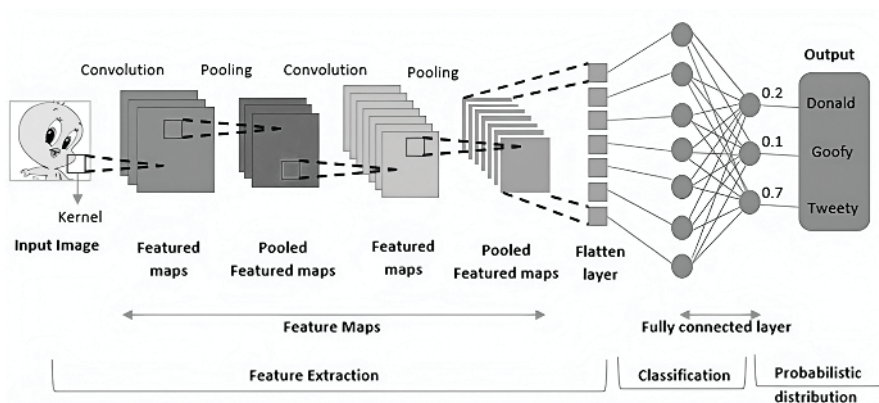 Convolution
Pooling
Convolution
Pooling
Output
0.2
Donald
0.1
Goofy
0.7
Tweety
Kernel
Input Image
Featured
maps
Pooled
Featured maps
Featured
maps
Pooled
Featured maps
Flatten
layer
Feature Maps
Fully connected layer
Feature Extraction
Classification
Probabilistic
distribution